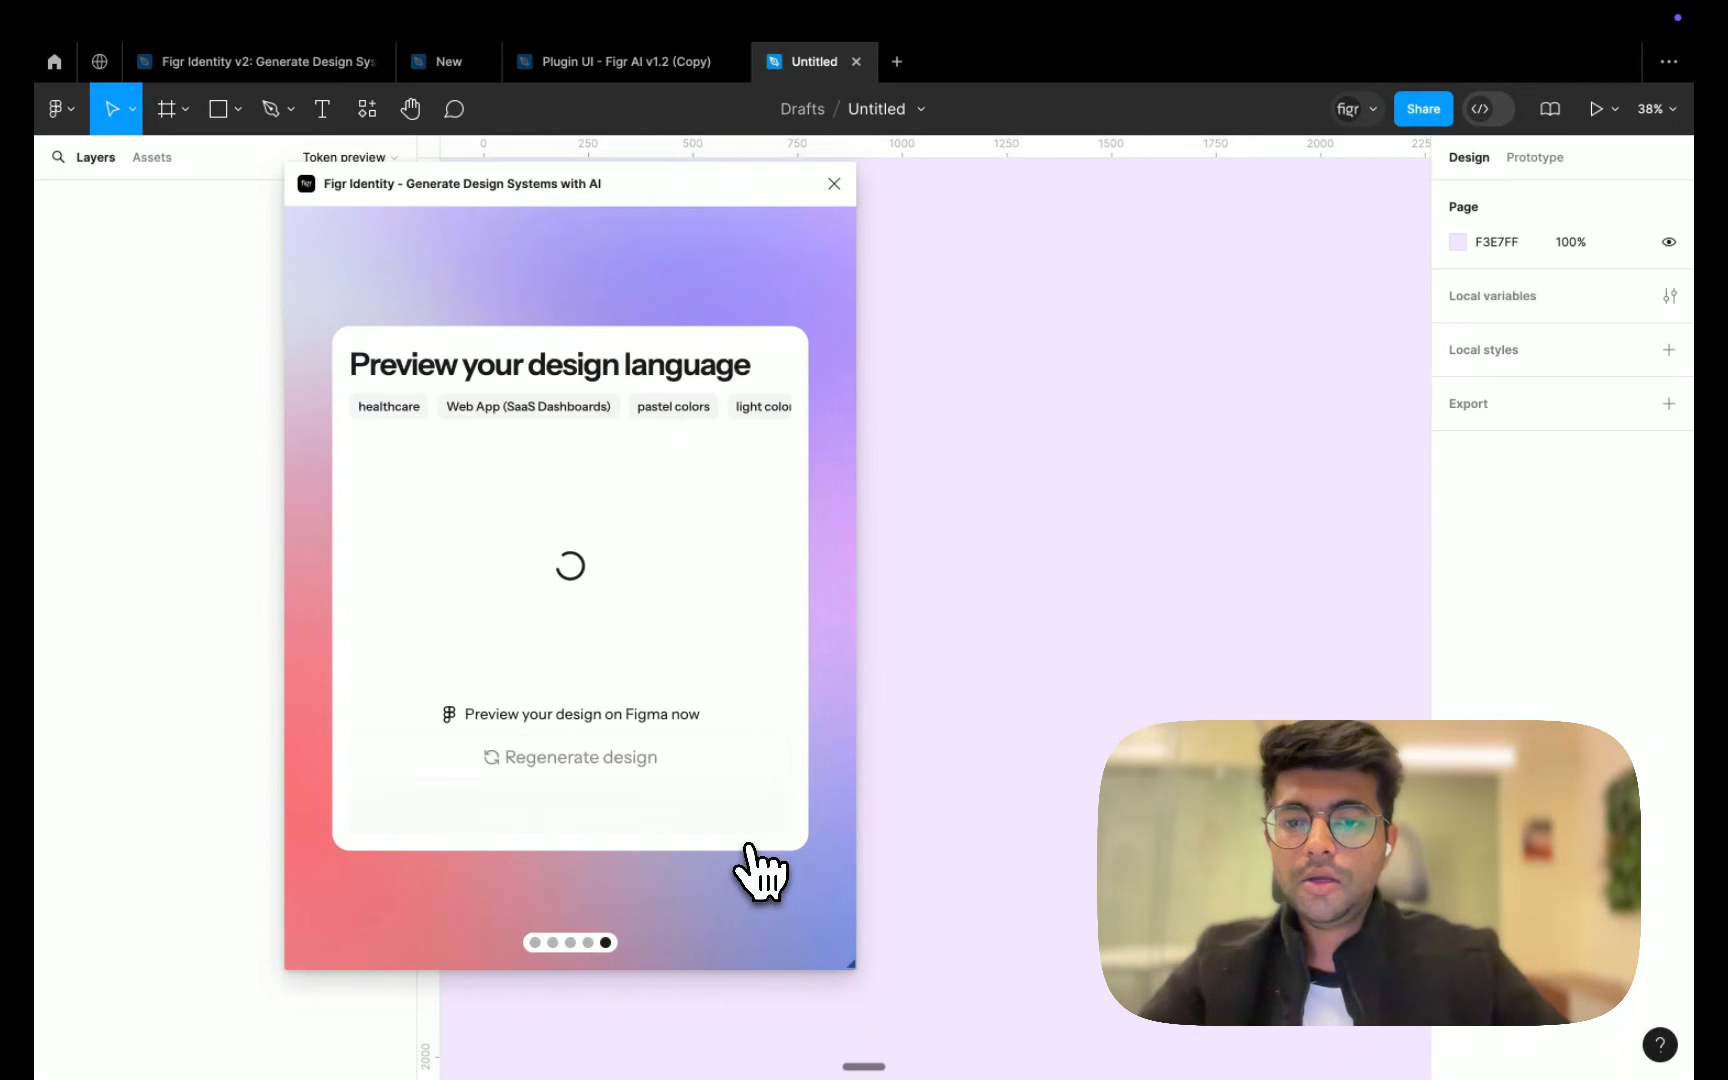 Figr Identity v2: Generate Design Sys
New
Plugin UI - Figr AI v1.2 (Copy)
Untitled
Drafts / Untitled
figr
Share
38%
Layers
Assets
Token preview
0
250
500
750
1000
1250
1500
1750
2000
225
Design
Prototype
Figr Identity - Generate Design Systems with AI
Page
F3E7FF
100%
Local variables
Local styles
Export
Preview your design language
healthcare
Web App (SaaS Dashboards)
pastel colors
light color
Preview your design on Figma now
Regenerate design
2000
?